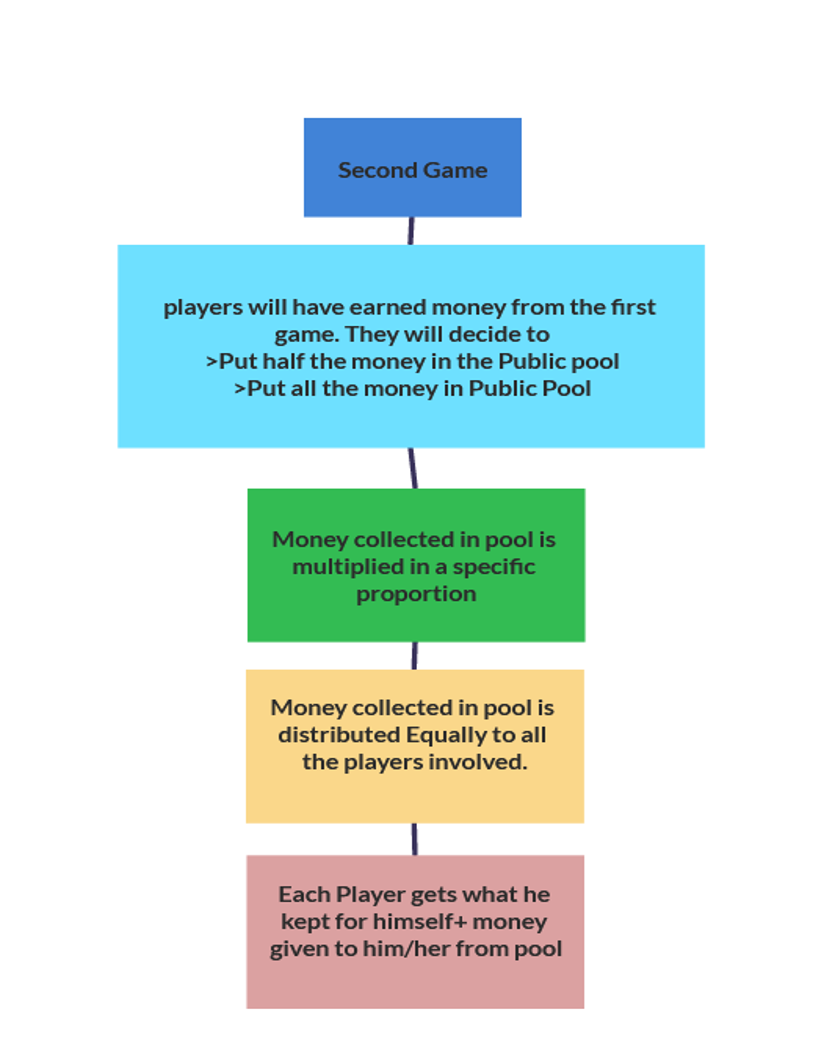 Second Game
players will have earned money from the first
game. They will decide to
>Put half the money in the Public pool
>Put all the money in Public Pool
Money collected in pool is
multiplied in a specific
proportion
Money collected in pool is
distributed Equally to all
the players involved.
Each Player gets what he
kept for himself+ money
given to him/her from pool